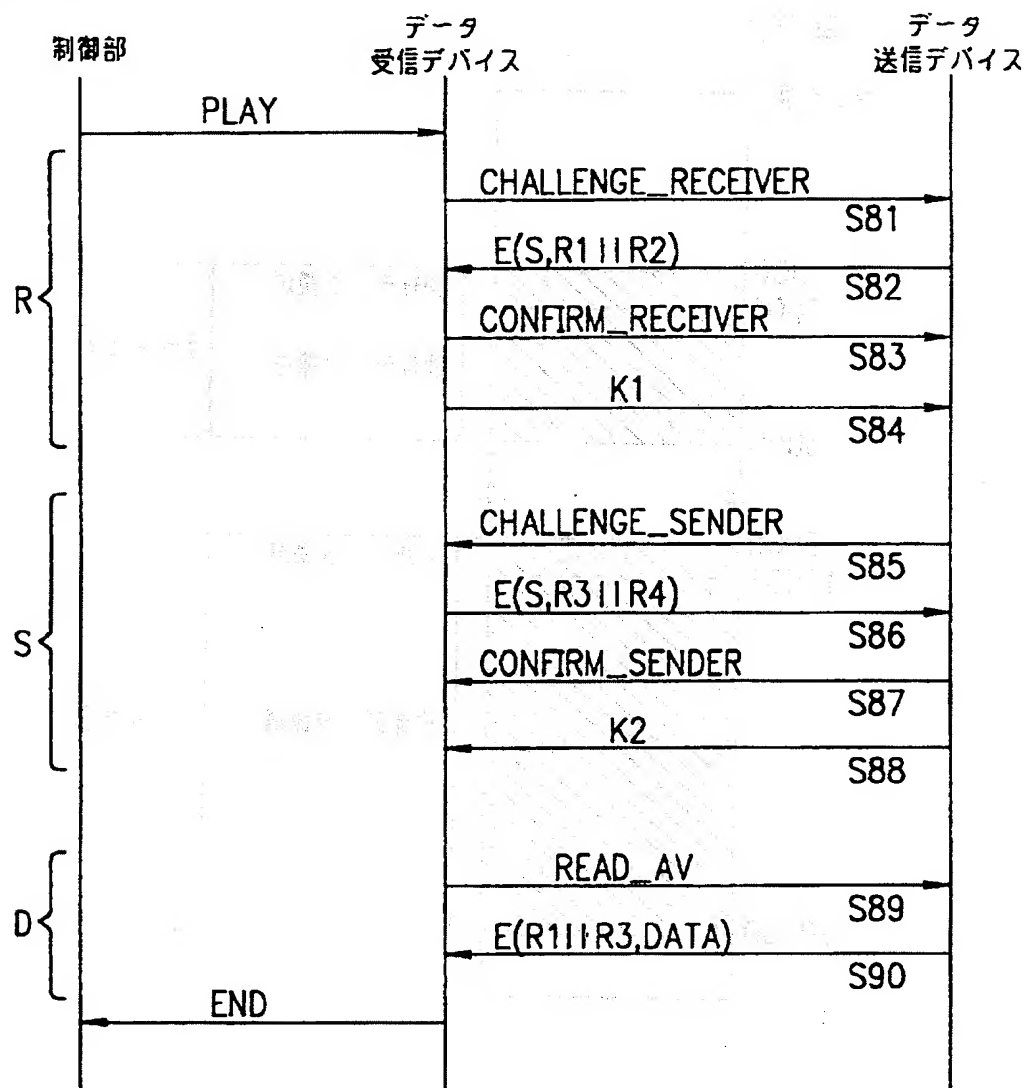 制御部
データ
受信デバイス
データ
送信デバイス
PLAY
R
CHALLENGE_RECEIVER
S81
E(S,R1||R2)
S82
CONFIRM_RECEIVER
S83
K1
S84
S
CHALLENGE_SENDER
S85
E(S,R3||R4)
S86
CONFIRM_SENDER
S87
K2
S88
D
READ_AV
S89
E(R1||R3,DATA)
S90
END